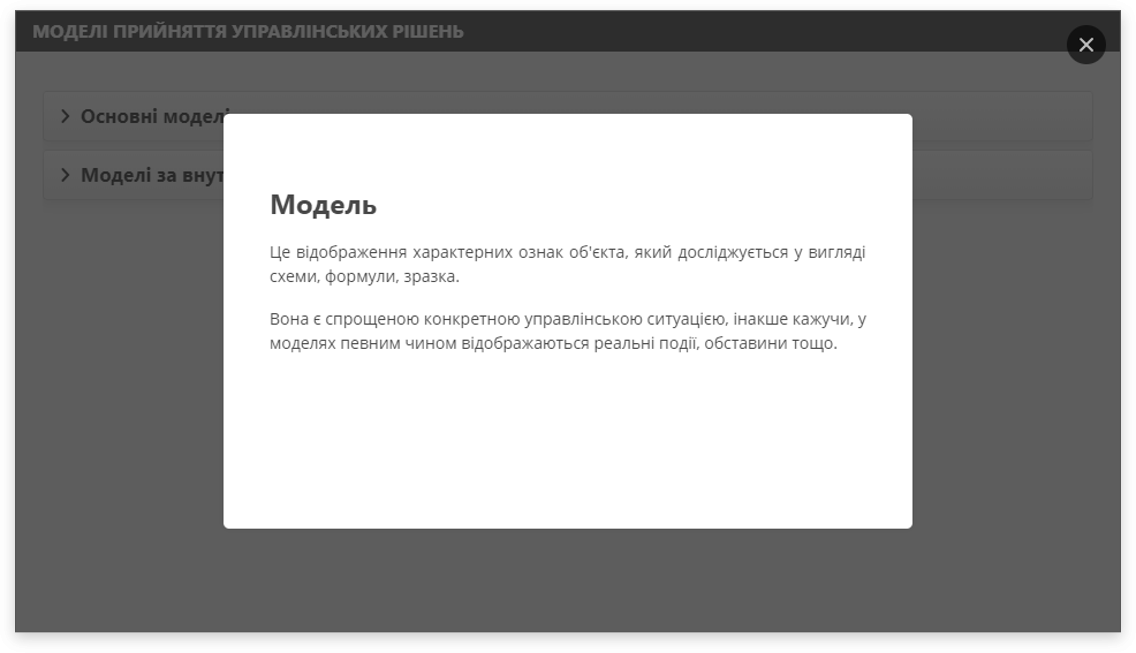 МОДЕЛІ ПРИЙНЯТТЯ УПРАВЛІНСЬКИХ РІШЕНЬ
Основні моделі
Моделі за внут
Модель
Це відображення характерних ознак об'єкта, який досліджується у вигляді
схеми, формули, зразка.
Вона є спрощеною конкретною управлінською ситуацією, інакше кажучи, у
моделях певним чином відображаються реальні події, обставини тощо.